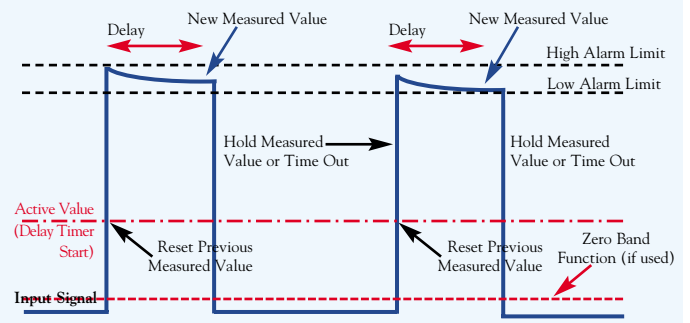 New Measured Value
Delay
New Measured Value
Delay
High Alarm Limit
Low Alarm Limit
Hold Measured
Value or Time Out
Hold Measured
Value or Time Out
Active Value
(Delay Timer
Start)
Reset Previous
Measured Value
Reset Previous
Measured Value
Zero Band
Function (if used)
Input Signal